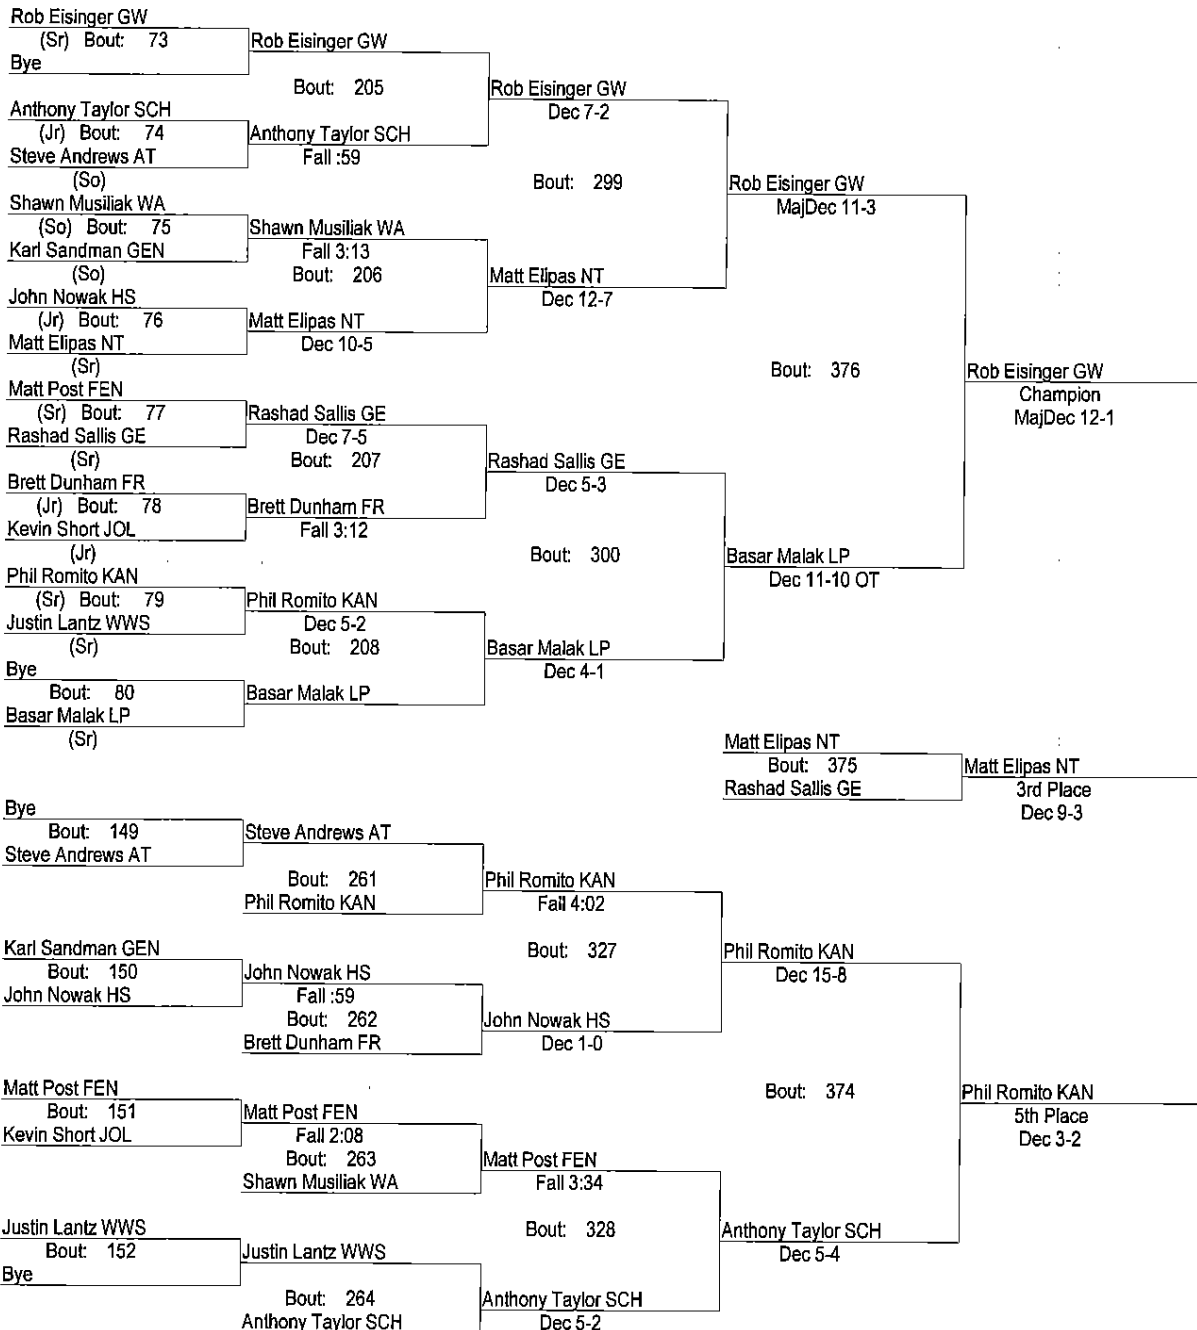 Rob Eisinger GW
(Sr) Bout: 73
Bye
Rob Eisinger GW
Bout: 205
Anthony Taylor SCH
(Jr) Bout: 74
Steve Andrews AT
(So)
Anthony Taylor SCH
Fall :59
Rob Eisinger GW
Dec 7-2
Bout: 299
Shawn Musiliak WA
(So) Bout: 75
Karl Sandman GEN
(So)
Shawn Musiliak WA
Fall 3:13
Bout: 206
John Nowak HS
(Jr) Bout: 76
Matt Elipas NT
(Sr)
Matt Elipas NT
Dec 10-5
Matt Elipas NT
Dec 12-7
Rob Eisinger GW
MajDec 11-3
Bout: 376
Matt Post FEN
(Sr) Bout: 77
Rashad Sallis GE
(Sr)
Rashad Sallis GE
Dec 7-5
Bout: 207
Brett Dunham FR
(Jr) Bout: 78
Kevin Short JOL
(Jr)
Brett Dunham FR
Fall 3:12
Rashad Sallis GE
Dec 5-3
Bout: 300
Phil Romito KAN
(Sr) Bout: 79
Justin Lantz WWS
(Sr)
Phil Romito KAN
Dec 5-2
Bout: 208
Bye
Bout: 80
Basar Malak LP
(Sr)
Basar Malak LP
Basar Malak LP
Dec 4-1
Basar Malak LP
Dec 11-10 OT
Rob Eisinger GW
Champion
MajDec 12-1
Matt Elipas NT
Bout: 375
Rashad Sallis GE
Matt Elipas NT
3rd Place
Dec 9-3
Bye
Bout: 149
Steve Andrews AT
Steve Andrews AT
Bout: 261
Phil Romito KAN
Phil Romito KAN
Fall 4:02
Bout: 327
Karl Sandman GEN
Bout: 150
John Nowak HS
John Nowak HS
Fall :59
Bout: 262
Brett Dunham FR
John Nowak HS
Dec 1-0
Phil Romito KAN
Dec 15-8
Bout: 374
Matt Post FEN
Bout: 151
Kevin Short JOL
Matt Post FEN
Fall 2:08
Bout: 263
Shawn Musiliak WA
Matt Post FEN
Fall 3:34
Bout: 328
Justin Lantz WWS
Bout: 152
Bye
Justin Lantz WWS
Bout: 264
Anthony Taylor SCH
Anthony Taylor SCH
Dec 5-2
Anthony Taylor SCH
Dec 5-4
Phil Romito KAN
5th Place
Dec 3-2